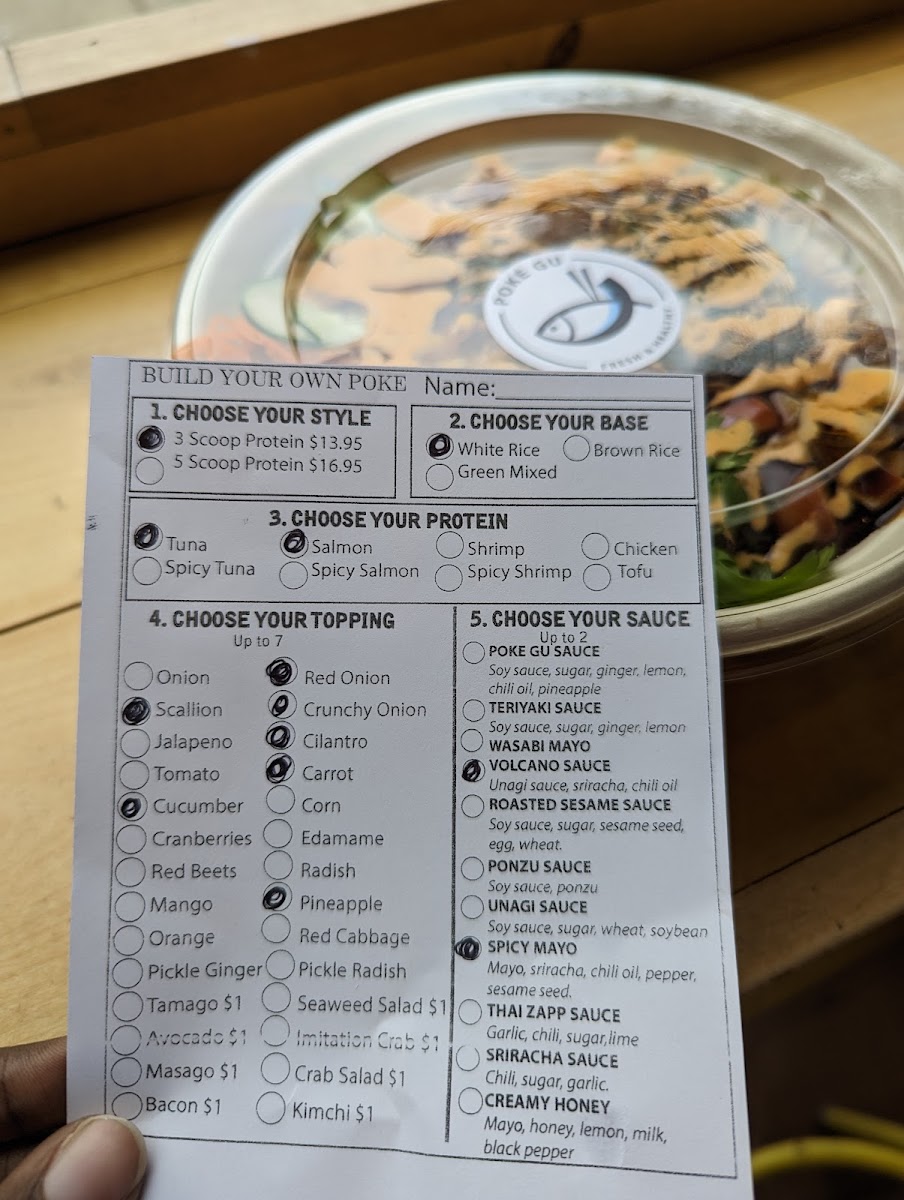 POKE GU
FRESH & HEALTHY
BUILD YOUR OWN POKE Name:
1. CHOOSE YOUR STYLE
3 Scoop Protein $13.95
5 Scoop Protein $16.95
2. CHOOSE YOUR BASE
White Rice Brown Rice
Green Mixed
3. CHOOSE YOUR PROTEIN
Tuna Salmon Shrimp Chicken
Spicy Tuna Spicy Salmon Spicy Shrimp Tofu
4. CHOOSE YOUR TOPPING
Up to 7
Onion Red Onion
Scallion Crunchy Onion
Jalapeno Cilantro
Tomato Carrot
Cucumber Corn
Cranberries Edamame
Red Beets Radish
Mango Pineapple
Orange Red Cabbage
Pickle Ginger Pickle Radish
Tamago $1 Seaweed Salad $1
Avocado $1 Imitation Crab $1
Masago $1 Crab Salad $1
Bacon $1 Kimchi $1
5. CHOOSE YOUR SAUCE
Up to 2
POKE GU SAUCE
Soy sauce, sugar, ginger, lemon,
chili oil, pineapple
TERIYAKI SAUCE
Soy sauce, sugar, ginger, lemon
WASABI MAYO
VOLCANO SAUCE
Unagi sauce, sriracha, chili oil
ROASTED SESAME SAUCE
Soy sauce, sugar, sesame seed,
egg, wheat.
PONZU SAUCE
Soy sauce, ponzu
UNAGI SAUCE
Soy sauce, sugar, wheat, soybean
SPICY MAYO
Mayo, sriracha, chili oil, pepper,
sesame seed.
THAI ZAPP SAUCE
Garlic, chili, sugar,lime
SRIRACHA SAUCE
Chili, sugar, garlic.
CREAMY HONEY
Mayo, honey, lemon, milk,
black pepper